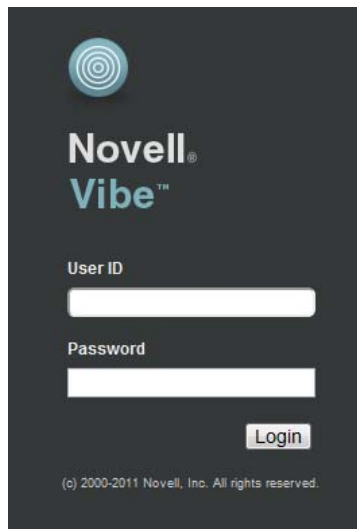 Novell®
Vibe™
User ID
Password
Login
(c) 2000-2011 Novell, Inc. All rights reserved.